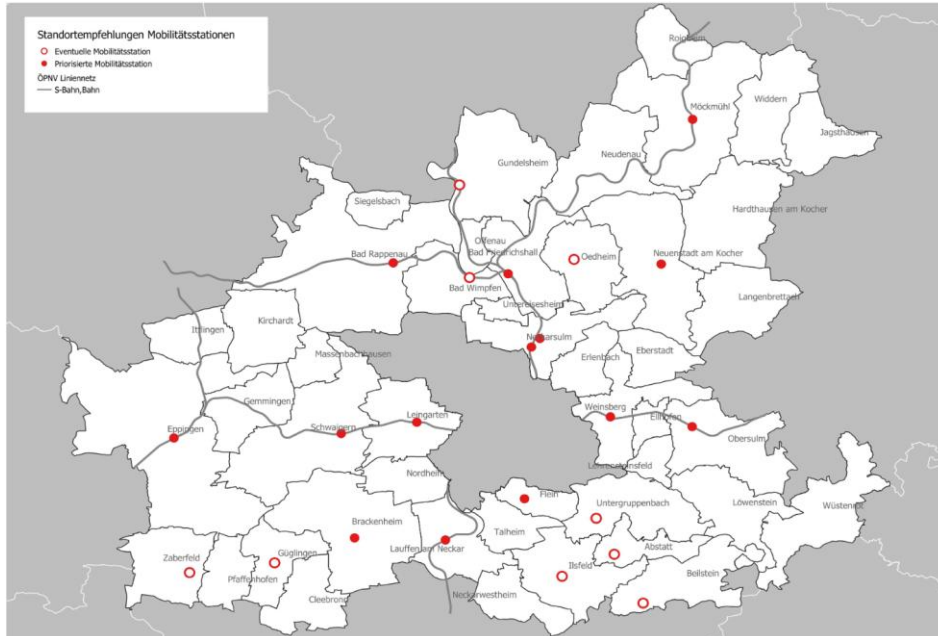 Standortempfehlungen Mobilitätsstationen
Eventuelle Mobilitätsstation
Priorisierte Mobilitätsstation
ÖPNV Liniennetz
S-Bahn,Bahn
Roigheim
Möckmühl
Widdern
Jagsthausen
Gundelsheim
Neudenau
Siegelsbach
Hardthausen am Kocher
Offenau
Bad Friedrichshall
Bad Rappenau
Oedheim
Neuenstadt am Kocher
Bad Wimpfen
Untereisesheim
Langenbrettach
Ittlingen
Kirchardt
Neckarsulm
Massenbachhausen
Erlenbach
Eberstadt
Gemmingen
Leingarten
Weinsberg
Ellhofen
Eppingen
Schwaigern
Obersulm
Nordheim
Lehrensteinsfeld
Flein
Untergruppenbach
Löwenstein
Wüstenrot
Brackenheim
Talheim
Lauffen am Neckar
Abstatt
Zaberfeld
Güglingen
Ilsfeld
Pfaffenhofen
Beilstein
Cleebronn
Neckarwestheim